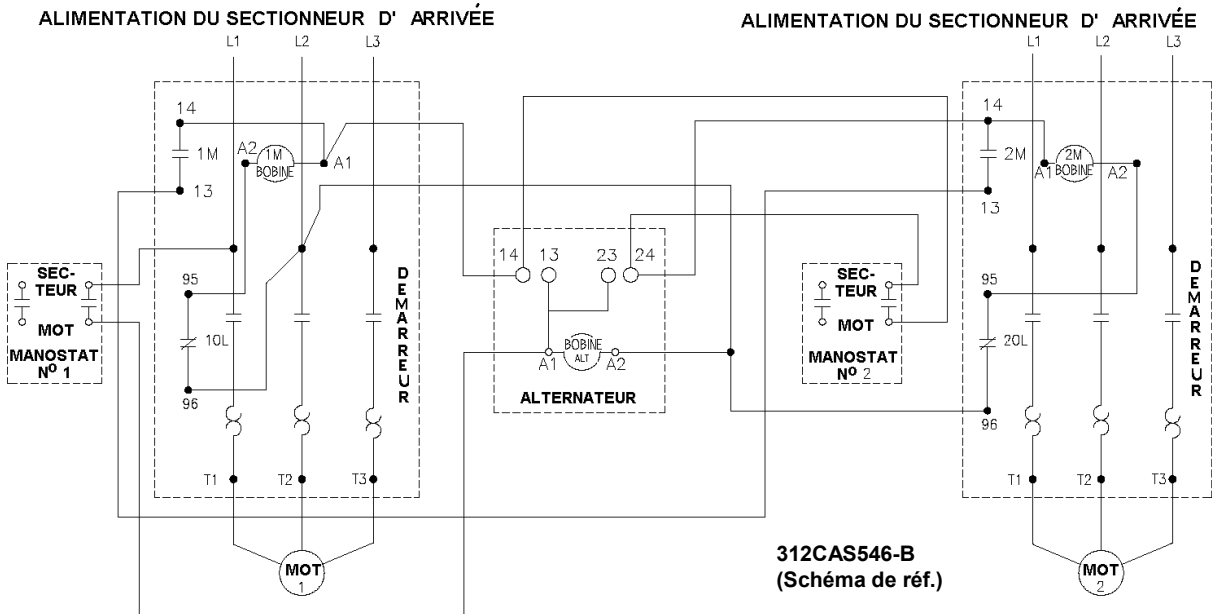 ALIMENTATION DU SECTIONNEUR D' ARRIVÉE
L1 L2 L3
14
1M
13
A2
1M
BOBINE
A1
SEC-
TEUR
MOT
MANOSTAT
Nº 1
95
10L
96
DEMARREUR
T1 T2 T3
MOT
1
14 13 23 24
A1
BOBINE
ALT
A2
ALTERNATEUR
SEC-
TEUR
MOT
MANOSTAT
Nº 2
ALIMENTATION DU SECTIONNEUR D' ARRIVÉE
L1 L2 L3
14
2M
13
A1
2M
BOBINE
A2
95
20L
96
DEMARREUR
T1 T2 T3
MOT
2
312CAS546-B
(Schéma de réf.)